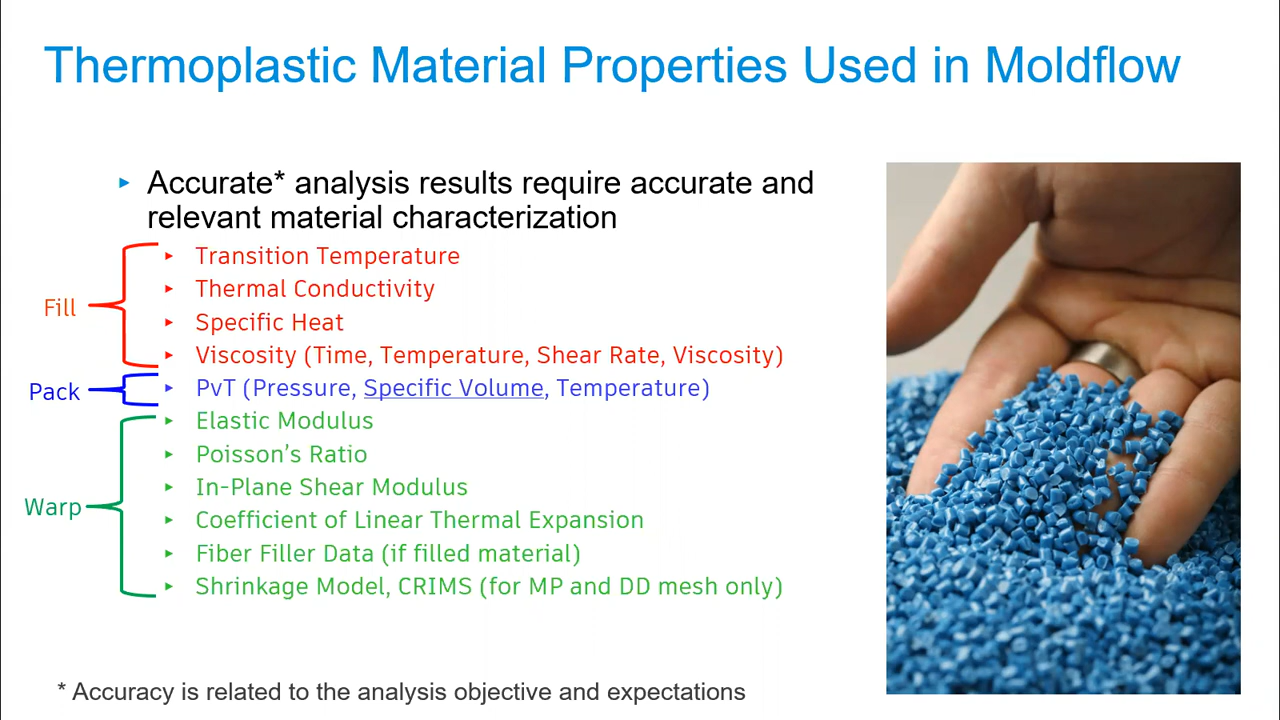 Thermoplastic Material Properties Used in Moldflow
Accurate* analysis results require accurate and
relevant material characterization
Fill
Transition Temperature
Thermal Conductivity
Specific Heat
Viscosity (Time, Temperature, Shear Rate, Viscosity)
Pack
PvT (Pressure, Specific Volume, Temperature)
Warp
Elastic Modulus
Poisson’s Ratio
In-Plane Shear Modulus
Coefficient of Linear Thermal Expansion
Fiber Filler Data (if filled material)
Shrinkage Model, CRIMS (for MP and DD mesh only)
* Accuracy is related to the analysis objective and expectations